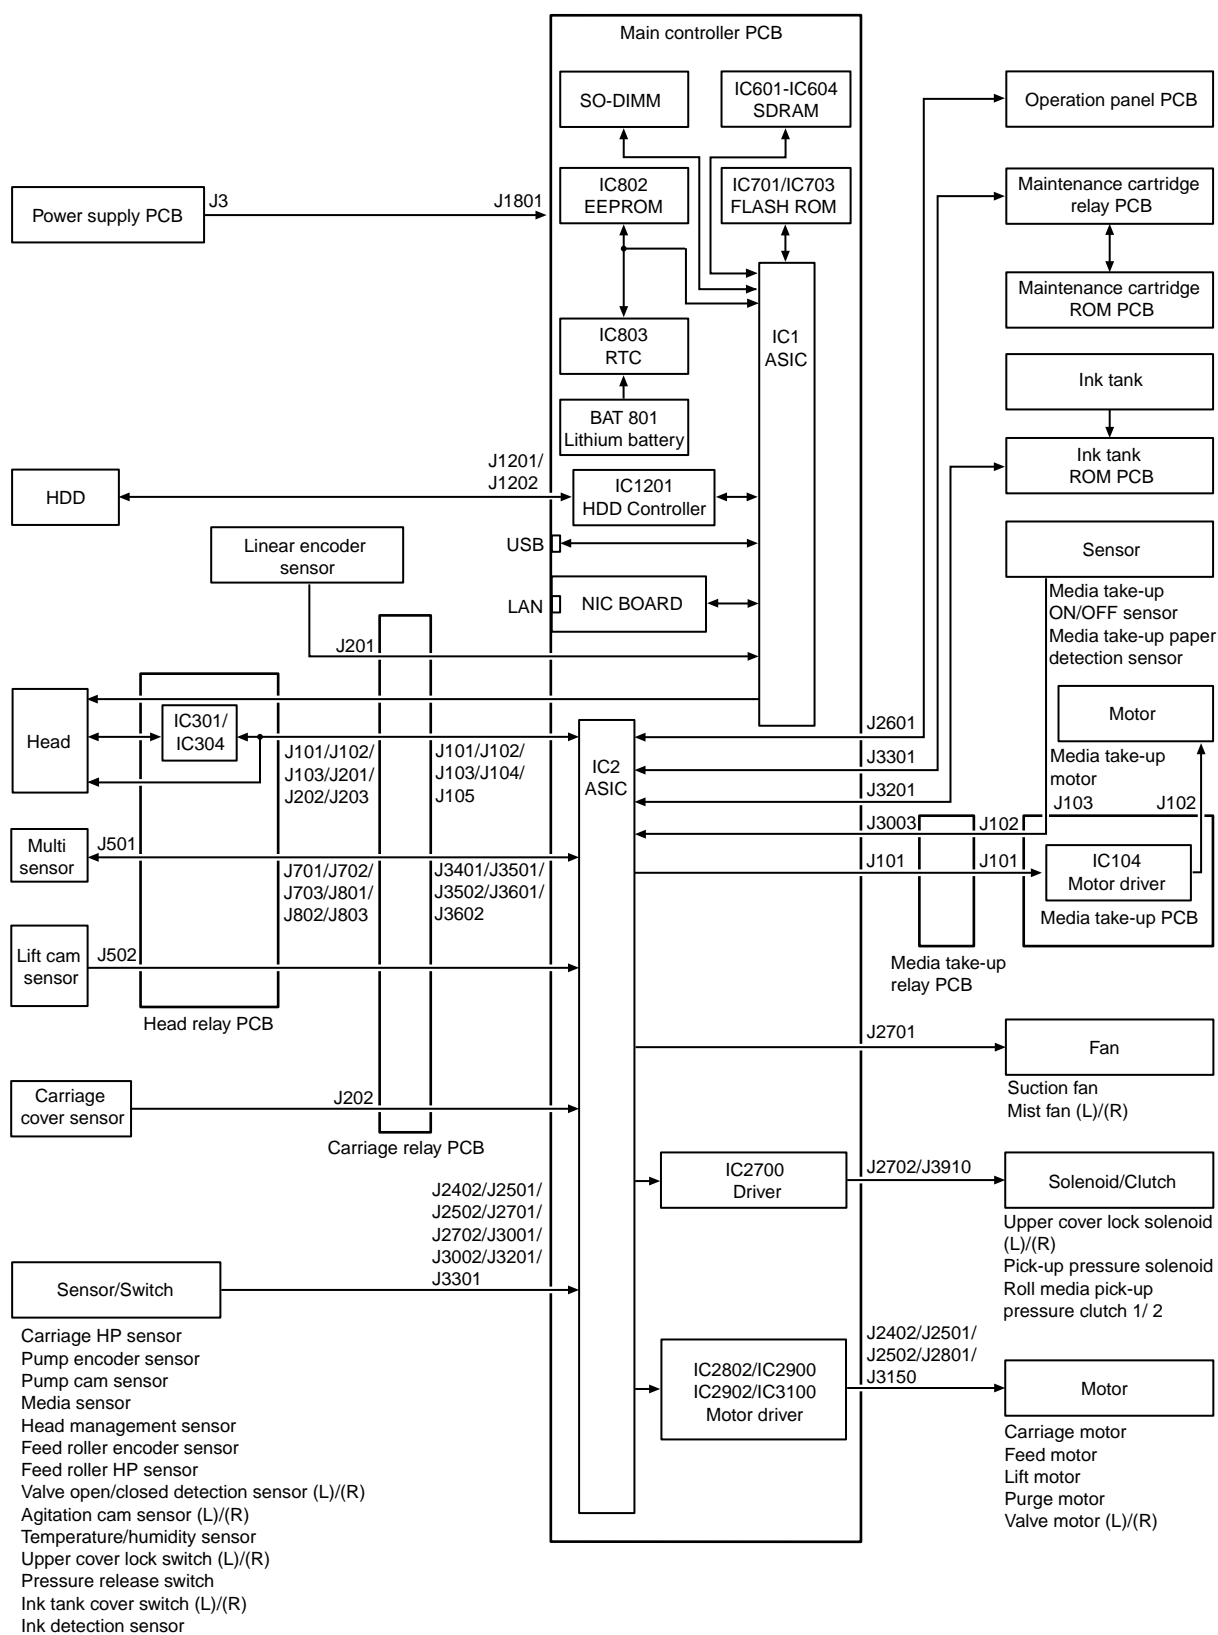 Main controller PCB
SO-DIMM
IC601-IC604
SDRAM
Operation panel PCB
IC802
EEPROM
IC701/IC703
FLASH ROM
Maintenance cartridge
relay PCB
Power supply PCB
J3
J1801
Maintenance cartridge
ROM PCB
IC803
RTC
IC1
ASIC
Ink tank
BAT 801
Lithium battery
Ink tank
ROM PCB
HDD
J1201/
J1202
IC1201
HDD Controller
Linear encoder
sensor
USB
Sensor
Media take-up
ON/OFF sensor
Media take-up paper
detection sensor
LAN
NIC BOARD
J201
Head
IC301/
IC304
J101/J102/
J103/J201/
J202/J203
J101/J102/
J103/J104/
J105
IC2
ASIC
J2601
J3301
J3201
Motor
Media take-up
motor
J103
J102
J3003
J102
J101
J101
IC104
Motor driver
Media take-up PCB
Media take-up
relay PCB
Multi
sensor
J501
J701/J702/
J703/J801/
J802/J803
J3401/J3501/
J3502/J3601/
J3602
Lift cam
sensor
J502
Head relay PCB
J2701
Fan
Suction fan
Mist fan (L)/(R)
Carriage
cover sensor
J202
Carriage relay PCB
IC2700
Driver
J2702/J3910
Solenoid/Clutch
Upper cover lock solenoid
(L)/(R)
Pick-up pressure solenoid
Roll media pick-up
pressure clutch 1/ 2
J2402/J2501/
J2502/J2701/
J2702/J3001/
J3002/J3201/
J3301
Sensor/Switch
Carriage HP sensor
Pump encoder sensor
Pump cam sensor
Media sensor
Head management sensor
Feed roller encoder sensor
Feed roller HP sensor
Valve open/closed detection sensor (L)/(R)
Agitation cam sensor (L)/(R)
Temperature/humidity sensor
Upper cover lock switch (L)/(R)
Pressure release switch
Ink tank cover switch (L)/(R)
Ink detection sensor
IC2802/IC2900
IC2902/IC3100
Motor driver
J2402/J2501/
J2502/J2801/
J3150
Motor
Carriage motor
Feed motor
Lift motor
Purge motor
Valve motor (L)/(R)